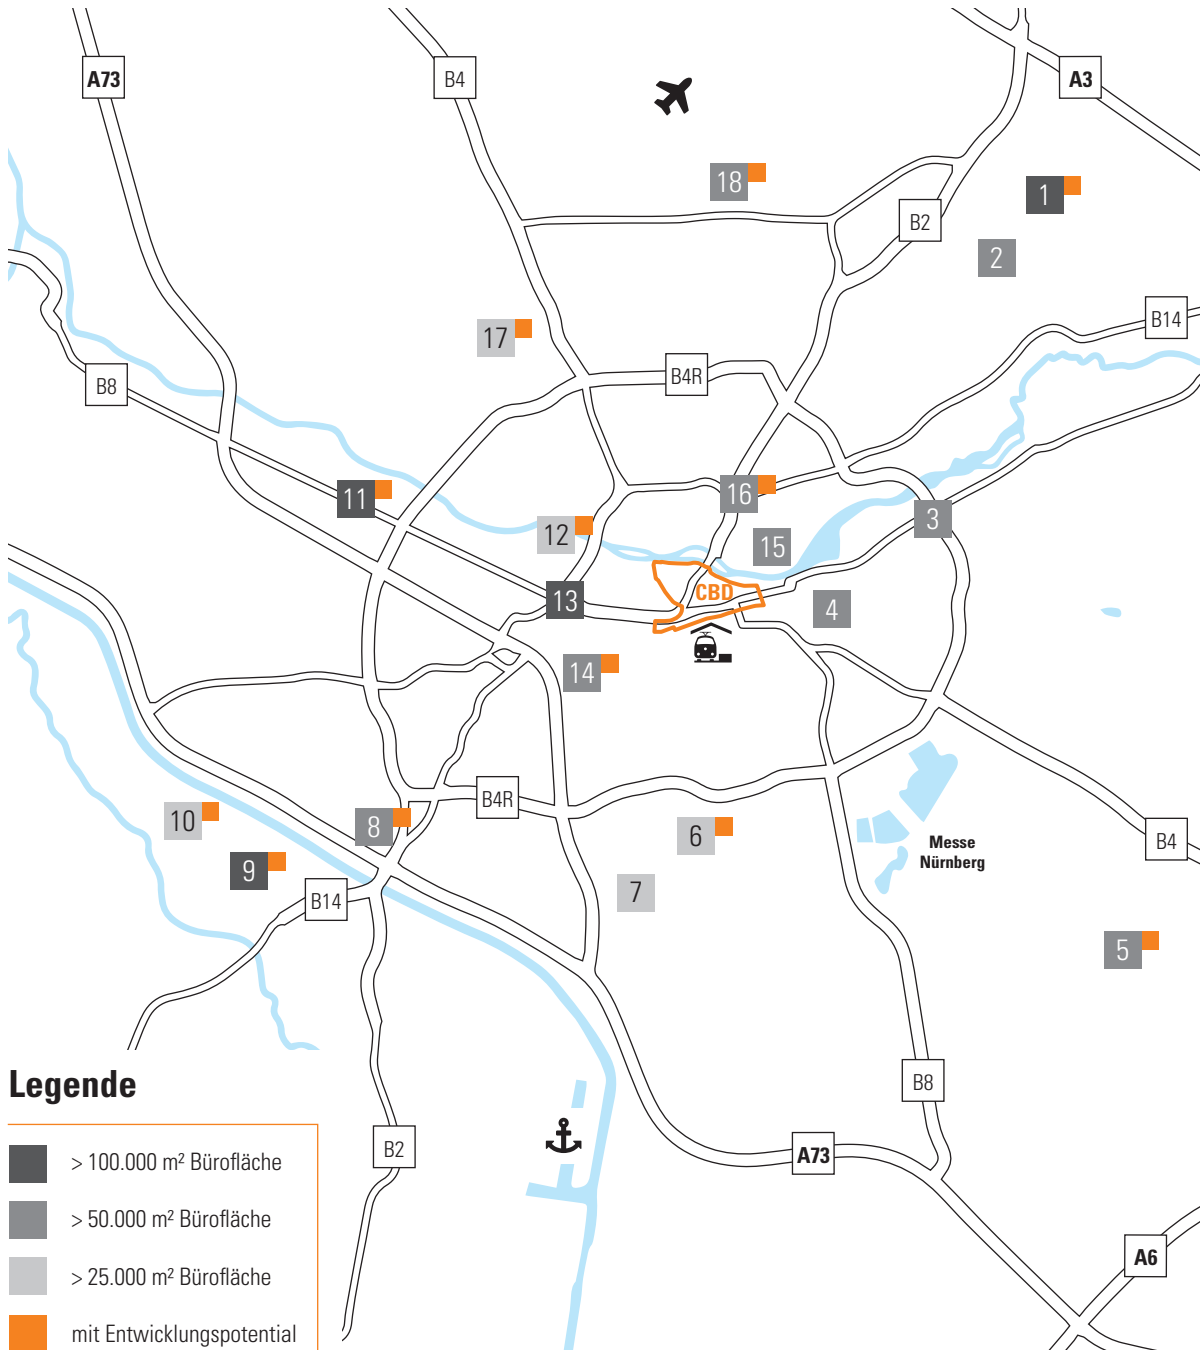 A73
B4
A3
18
1
B2
2
B14
17
B4R
B8
11
16
3
12
15
CBD
13
4
14
B4R
10
8
6
Messe
Nürnberg
B4
9
7
B14
5
Legende
B8
> 100.000 m² Bürofläche
B2
A73
> 50.000 m² Bürofläche
A6
> 25.000 m² Bürofläche
mit Entwicklungspotential